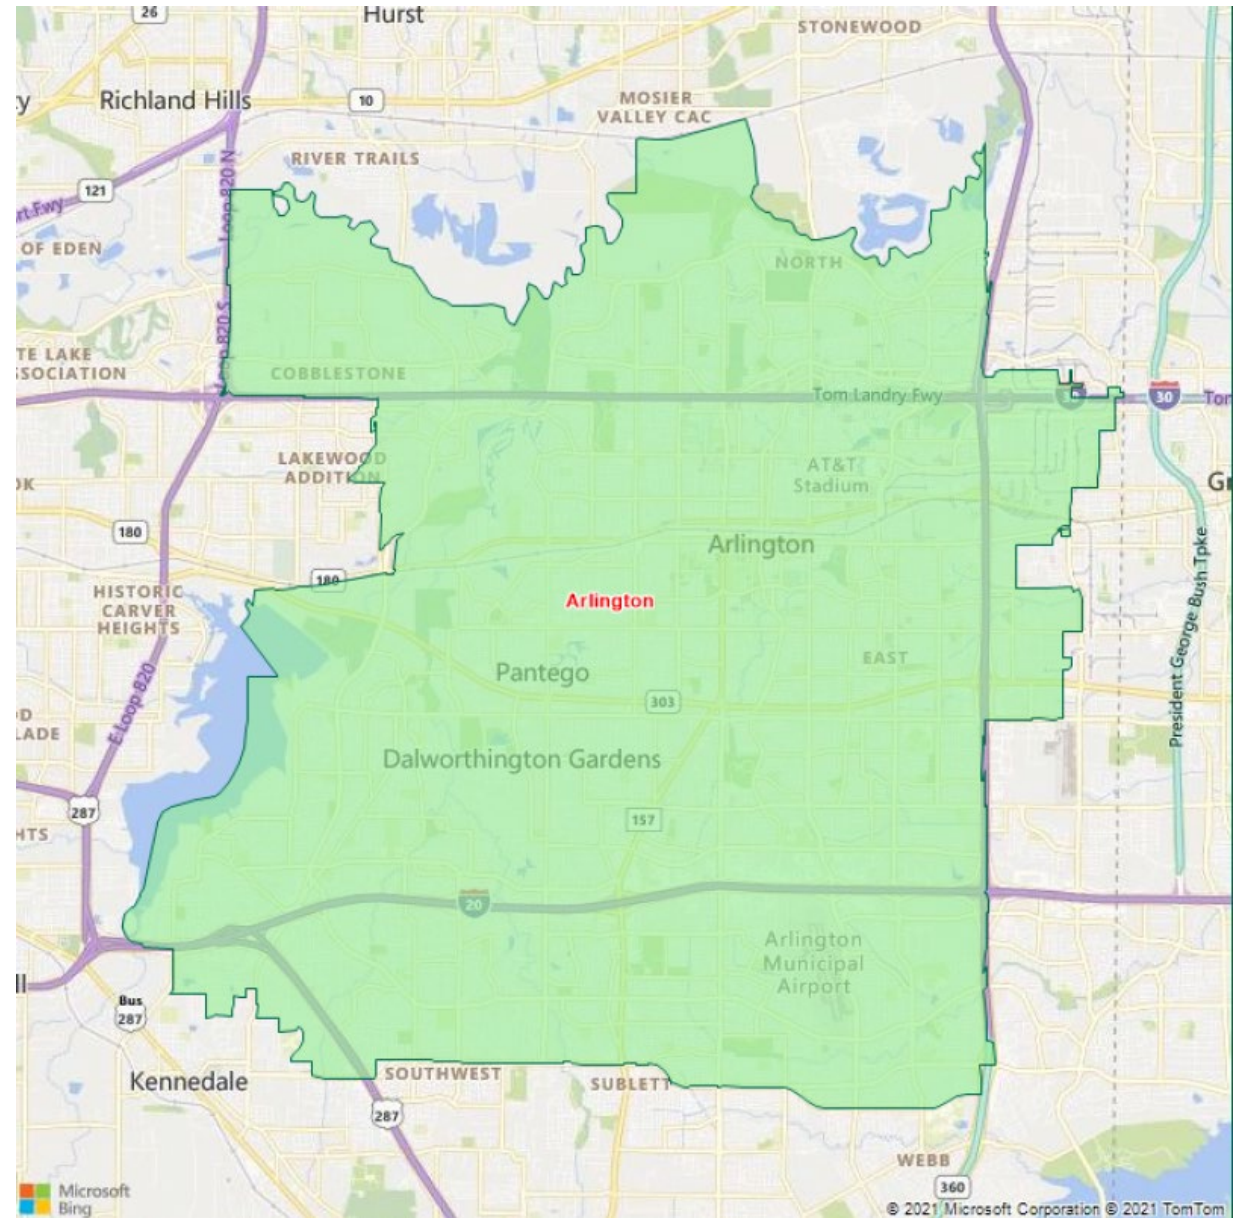 26
Hurst
STONEWOOD
Richland Hills
10
MOSIER
VALLEY CAC
RIVER TRAILS
121
Loop 820 N
OF EDEN
NORTH
Loop 820 S
COBBLESTONE
Tom Landry Fwy
30
LAKEWOOD
ADDITION
AT&T
Stadium
180
Arlington
180
HISTORIC
CARVER
HEIGHTS
Arlington
President George Bush Tpke
EAST
Pantego
303
E Loop 820
Dalworthington Gardens
287
157
20
Arlington
Municipal
Airport
Bus
287
Kennedale
SOUTHWEST
SUBLETT
287
WEBB
360
Microsoft
Bing
© 2021 Microsoft Corporation © 2021 TomTom